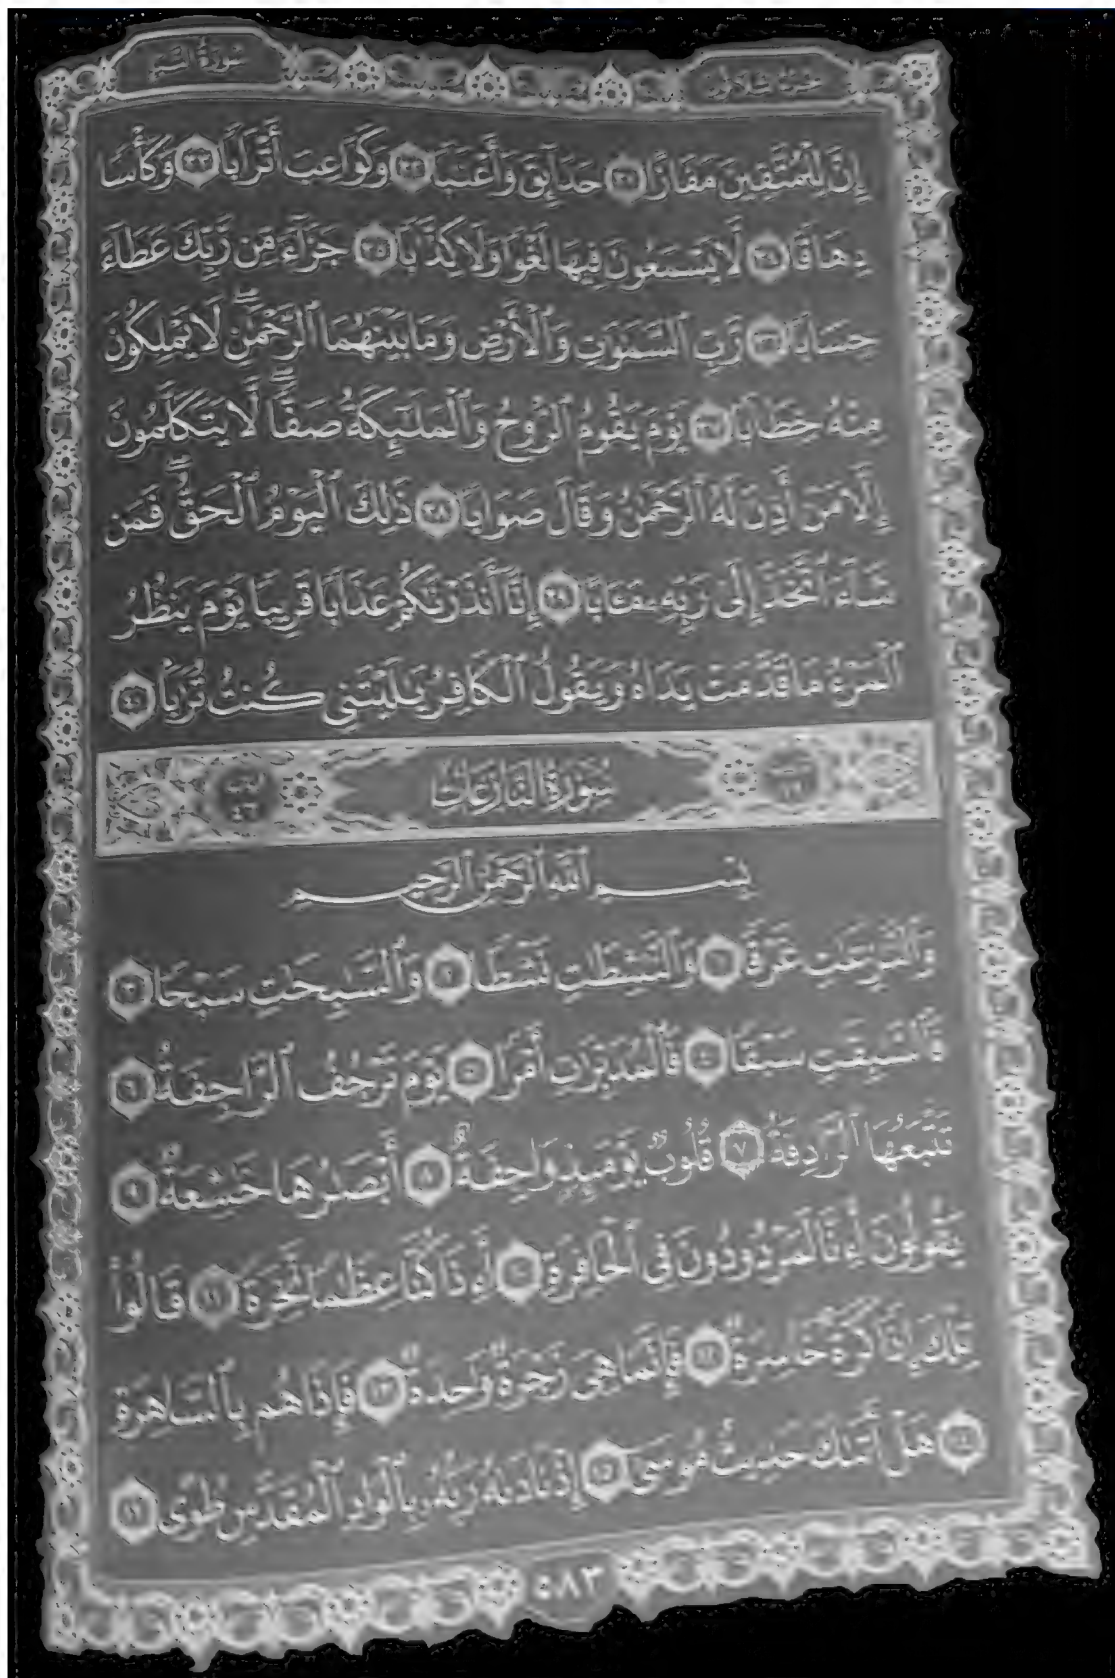 سُورَةُ النَّبَإِ
إِنَّ لِلْمُتَّقِينَ مَفَازًا ٣١ حَدَآئِقَ وَأَعْنَٰبًا ٣٢ وَكَوَاعِبَ أَتْرَابًا ٣٣ وَكَأْسًا
دِهَاقًا ٣٤ لَّا يَسْمَعُونَ فِيهَا لَغْوًا وَلَا كِذَّٰبًا ٣٥ جَزَآءً مِّن رَّبِّكَ عَطَآءً
حِسَابًا ٣٦ رَّبِّ ٱلسَّمَٰوَٰتِ وَٱلْأَرْضِ وَمَا بَيْنَهُمَا ٱلرَّحْمَٰنِ ۖ لَا يَمْلِكُونَ
مِنْهُ خِطَابًا ٣٧ يَوْمَ يَقُومُ ٱلرُّوحُ وَٱلْمَلَٰٓئِكَةُ صَفًّا ۖ لَّا يَتَكَلَّمُونَ
إِلَّا مَنْ أَذِنَ لَهُ ٱلرَّحْمَٰنُ وَقَالَ صَوَابًا ٣٨ ذَٰلِكَ ٱلْيَوْمُ ٱلْحَقُّ ۖ فَمَن
شَآءَ ٱتَّخَذَ إِلَىٰ رَبِّهِۦ مَـَٔابًا ٣٩ إِنَّآ أَنذَرْنَٰكُمْ عَذَابًا قَرِيبًا يَوْمَ يَنظُرُ
ٱلْمَرْءُ مَا قَدَّمَتْ يَدَاهُ وَيَقُولُ ٱلْكَافِرُ يَٰلَيْتَنِى كُنتُ تُرَٰبًۢا ٤٠
سُورَةُ النَّازِعَاتِ
بِسْمِ ٱللَّهِ ٱلرَّحْمَٰنِ ٱلرَّحِيمِ
وَٱلنَّٰزِعَٰتِ غَرْقًا ١ وَٱلنَّٰشِطَٰتِ نَشْطًا ٢ وَٱلسَّٰبِحَٰتِ سَبْحًا ٣
فَٱلسَّٰبِقَٰتِ سَبْقًا ٤ فَٱلْمُدَبِّرَٰتِ أَمْرًا ٥ يَوْمَ تَرْجُفُ ٱلرَّاجِفَةُ ٦
تَتْبَعُهَا ٱلرَّادِفَةُ ٧ قُلُوبٌ يَوْمَئِذٍ وَاجِفَةٌ ٨ أَبْصَٰرُهَا خَٰشِعَةٌ ٩
يَقُولُونَ أَءِنَّا لَمَرْدُودُونَ فِى ٱلْحَافِرَةِ ١٠ أَءِذَا كُنَّا عِظَٰمًا نَّخِرَةً ١١ قَالُوا۟
تِلْكَ إِذًا كَرَّةٌ خَاسِرَةٌ ١٢ فَإِنَّمَا هِىَ زَجْرَةٌ وَٰحِدَةٌ ١٣ فَإِذَا هُم بِٱلسَّاهِرَةِ
١٤ هَلْ أَتَىٰكَ حَدِيثُ مُوسَىٰٓ ١٥ إِذْ نَادَىٰهُ رَبُّهُۥ بِٱلْوَادِ ٱلْمُقَدَّسِ طُوًى ١٦
٥٨٣